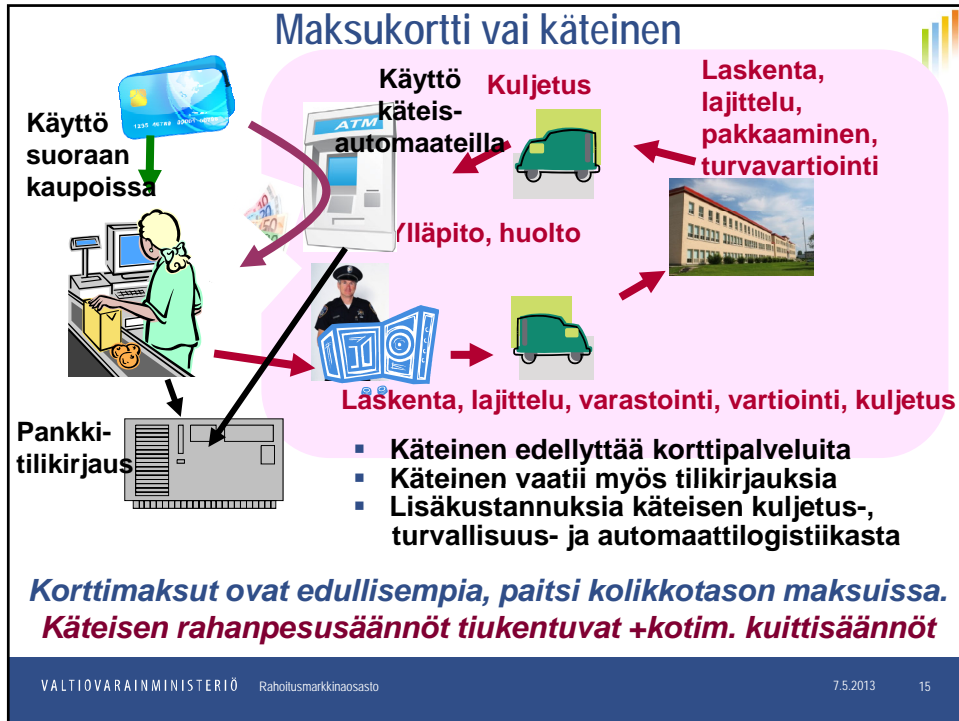 Maksukortti vai käteinen
Käyttö
suoraan
kaupoissa
Käyttö
käteis-
automaateilla
ATM
Kuljetus
Laskenta,
lajittelu,
pakkaaminen,
turvavartiointi
Ylläpito, huolto
Laskenta, lajittelu, varastointi, vartiointi, kuljetus
Pankki-
tilikirjaus
▪ Käteinen edellyttää korttipalveluita
▪ Käteinen vaatii myös tilikirjauksia
▪ Lisäkustannuksia käteisen kuljetus-,
turvallisuus- ja automaattilogistiikasta
Korttimaksut ovat edullisempia, paitsi kolikkotason maksuissa.
Käteisen rahanpesusäännöt tiukentuvat +kotim. kuittisäännöt
VALTIOVARAINMINISTERIÖ Rahoitusmarkkinaosasto 7.5.2013 15